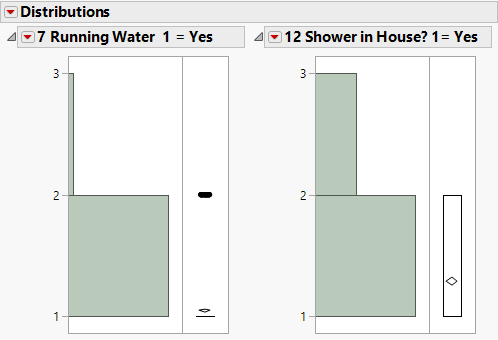 Distributions
7 Running Water 1 = Yes
3
2
1
12 Shower in House? 1= Yes
3
2
1